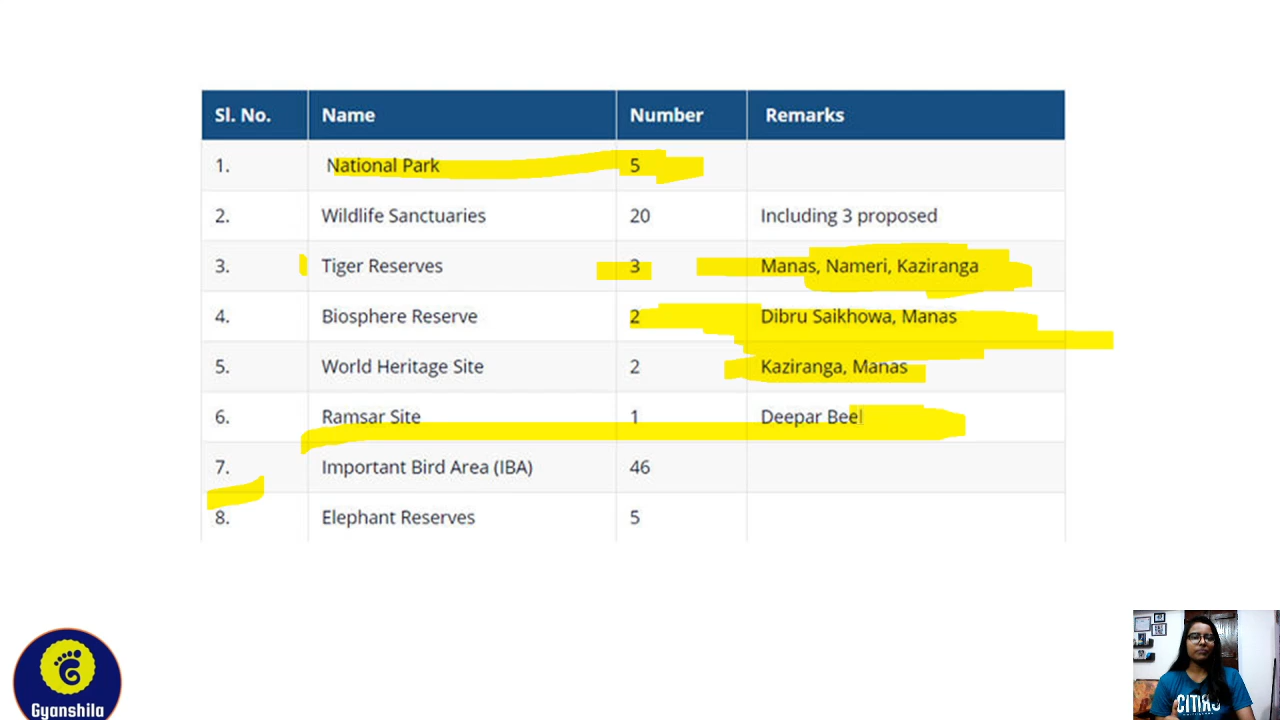 Sl. No. Name Number Remarks
1. National Park 5
2. Wildlife Sanctuaries 20 Including 3 proposed
3. Tiger Reserves 3 Manas, Nameri, Kaziranga
4. Biosphere Reserve 2 Dibru Saikhowa, Manas
5. World Heritage Site 2 Kaziranga, Manas
6. Ramsar Site 1 Deepar Beel
7. Important Bird Area (IBA) 46
8. Elephant Reserves 5
Gyanshila